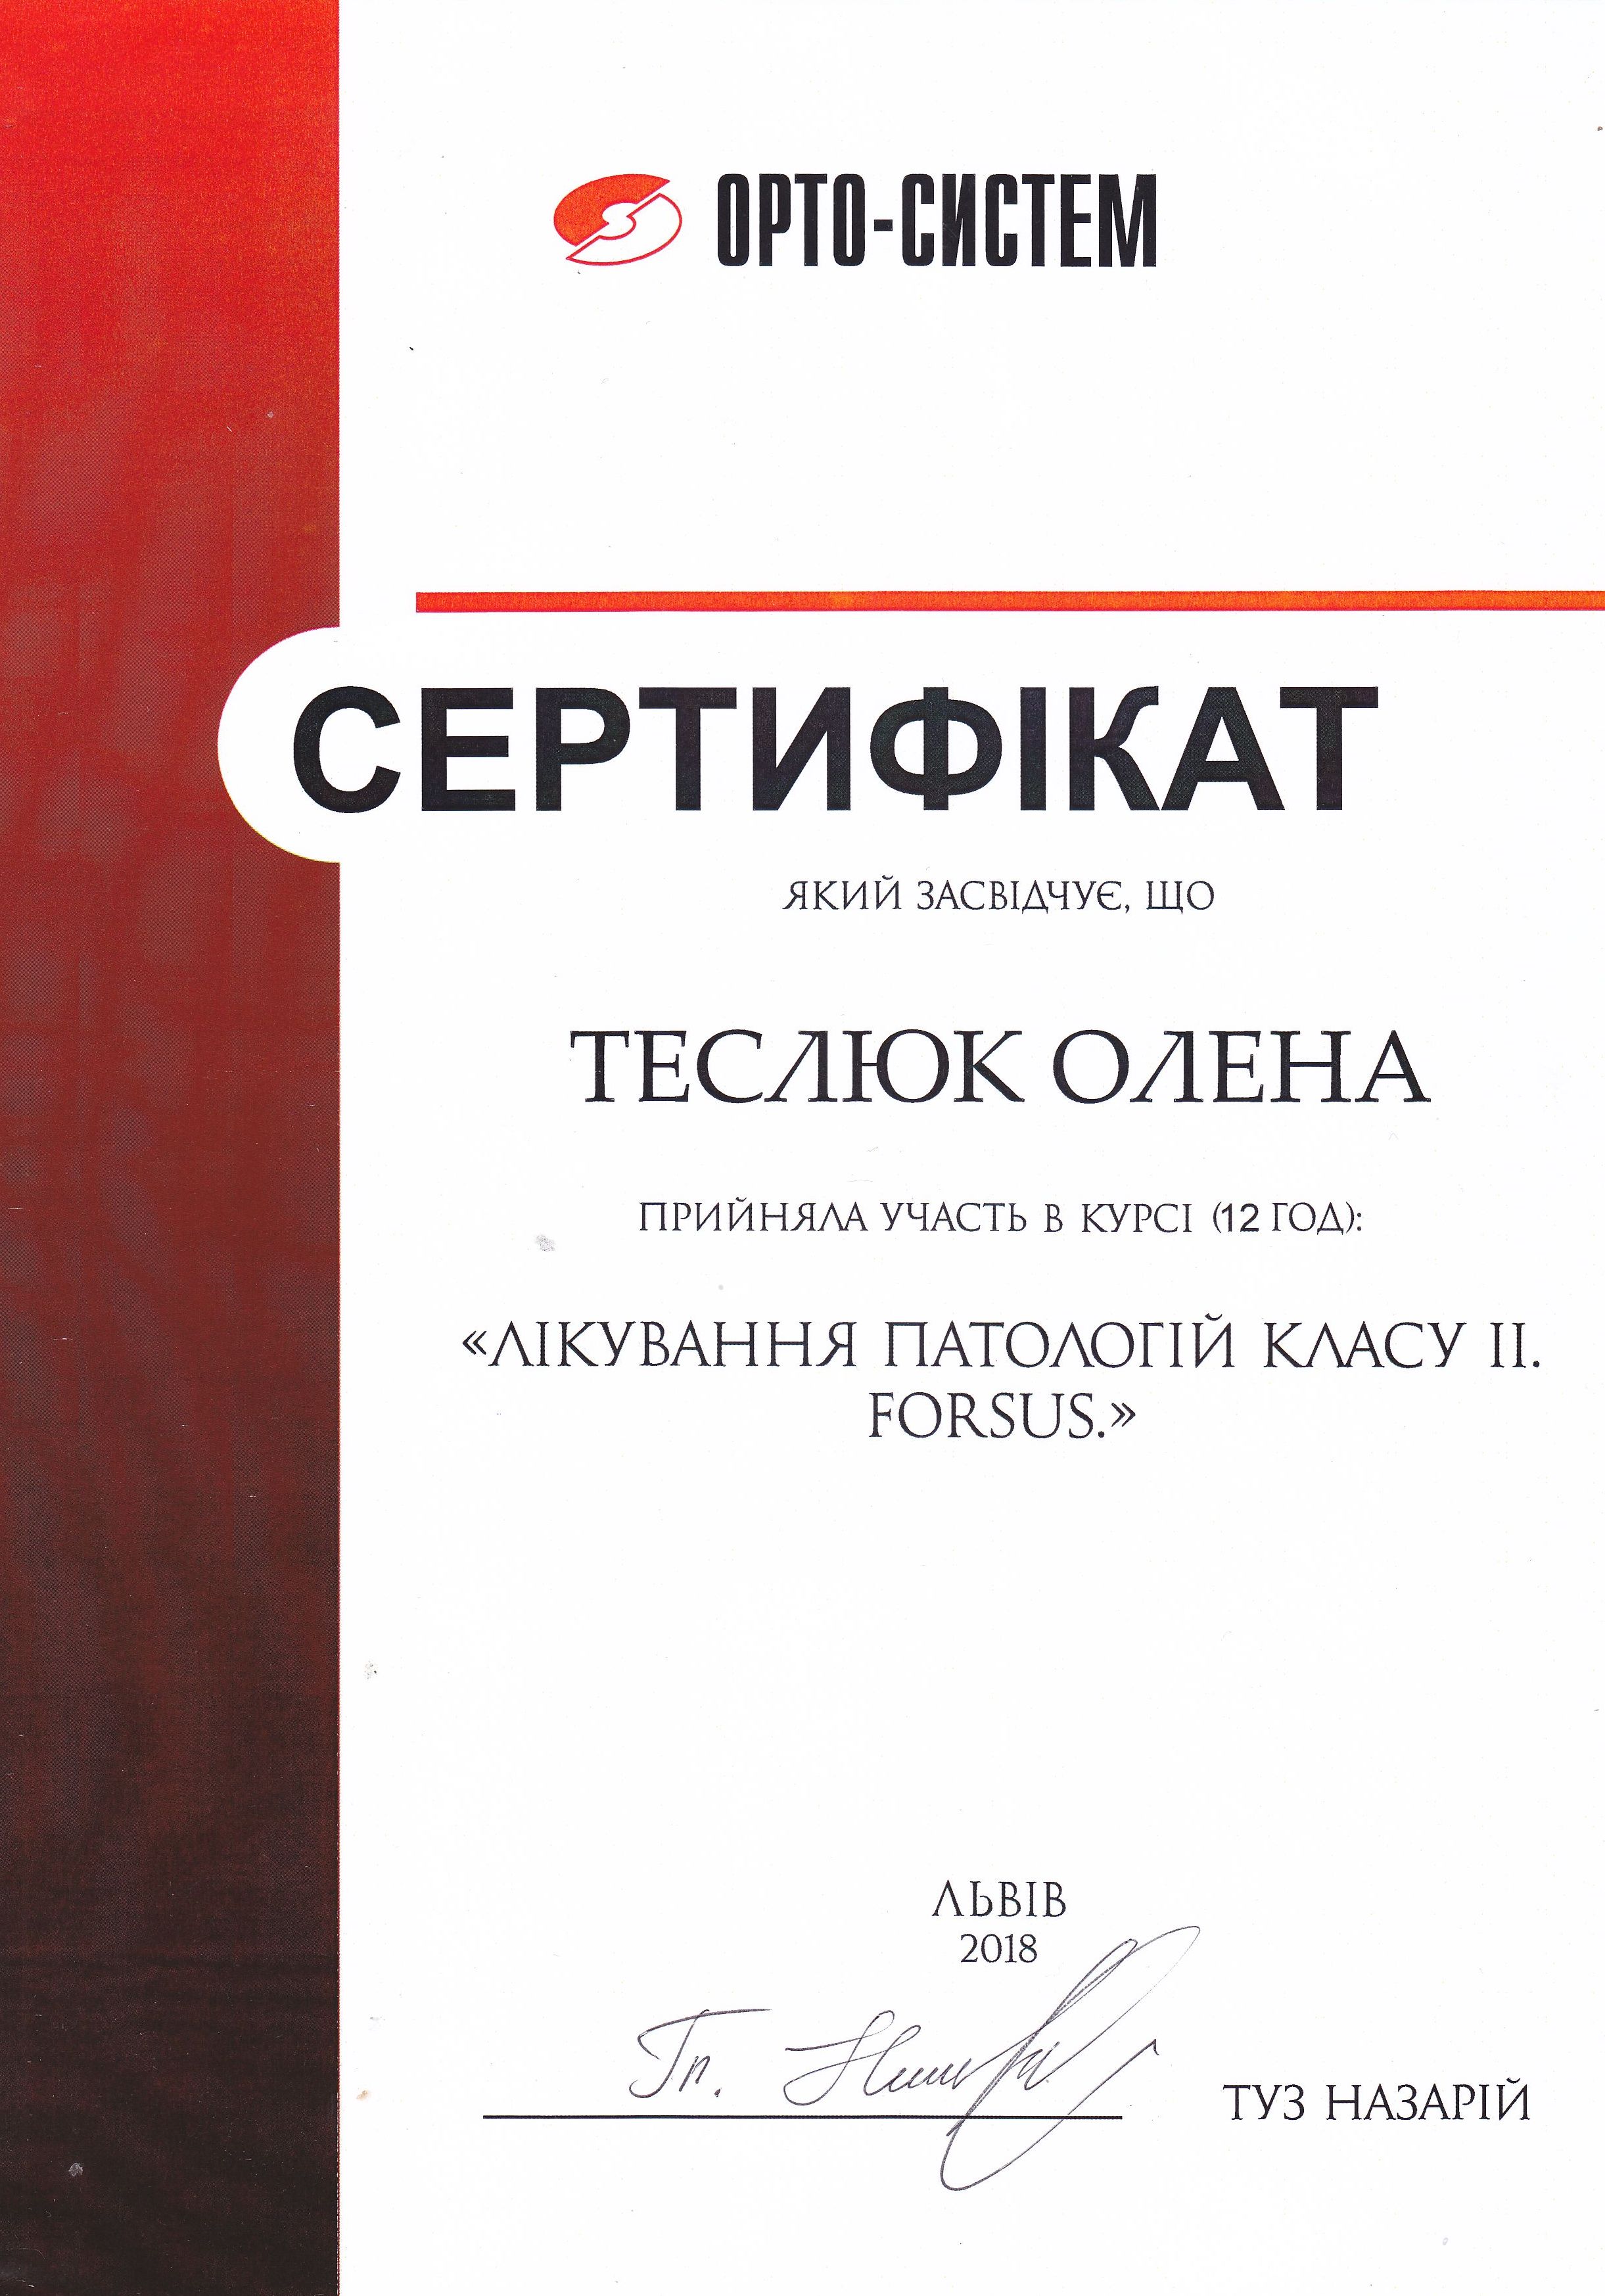 ОРТО-СИСТЕМ
СЕРТИФІКАТ
ЯКИЙ ЗАСВІДЧУЄ, ЩО
ТЕСЛЮК ОЛЕНА
ПРИЙНЯЛА УЧАСТЬ В КУРСІ (12 ГОД):
«ЛІКУВАННЯ ПАТОЛОГІЙ КЛАСУ II.
FORSUS.»
ЛЬВІВ
2018
ТУЗ НАЗАРІЙ